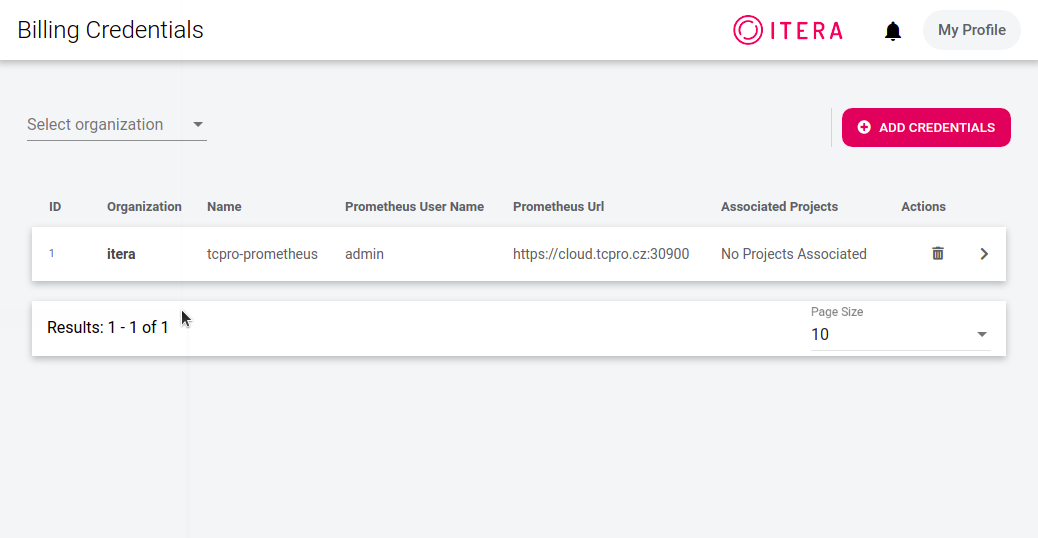 Billing Credentials
ITERA
My Profile
Select organization
ADD CREDENTIALS
ID Organization Name Prometheus User Name Prometheus Url Associated Projects Actions
1 itera tcpro-prometheus admin https://cloud.tcpro.cz:30900 No Projects Associated
Results: 1 - 1 of 1
Page Size
10